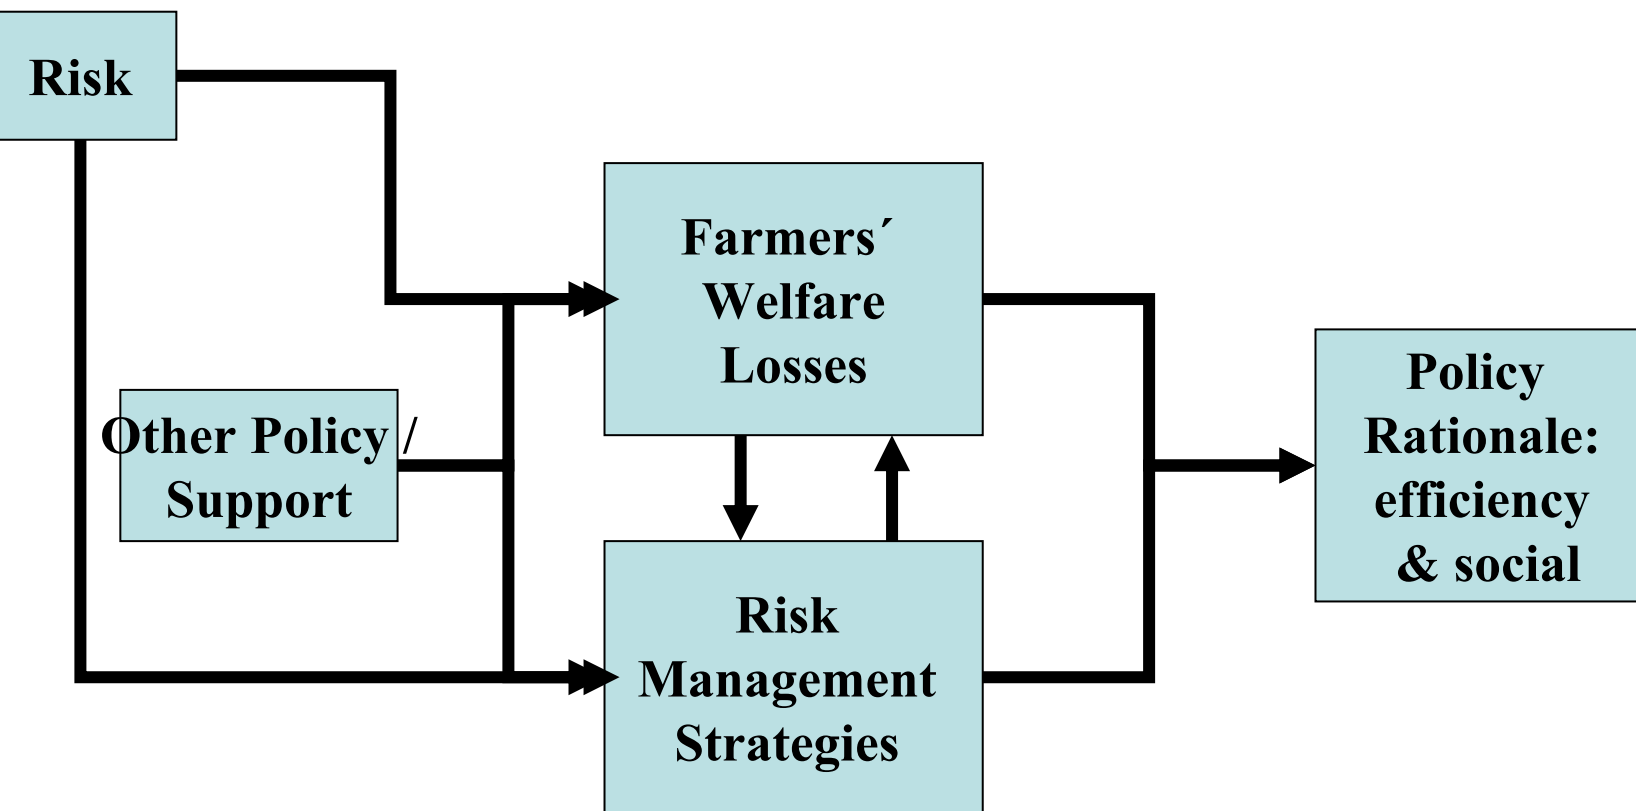 Risk
Farmers´
Welfare
Losses
Other Policy /
Support
Policy
Rationale:
efficiency
& social
Risk
Management
Strategies